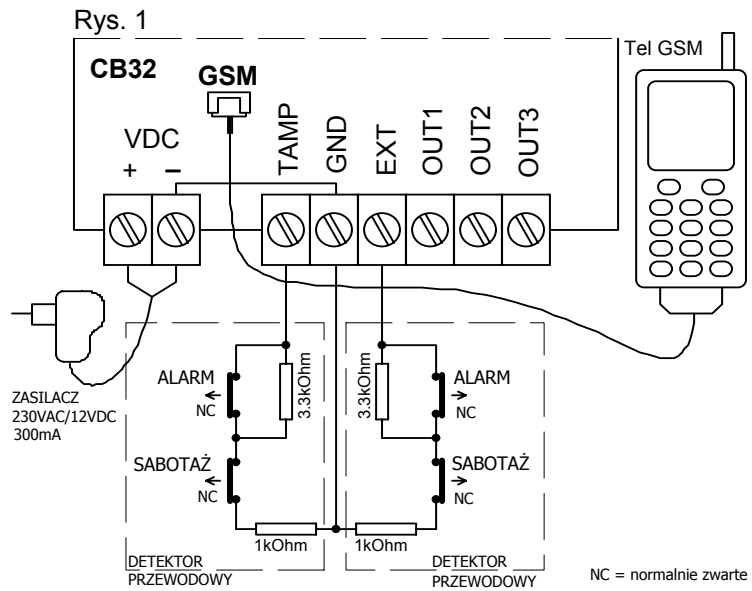 Rys. 1
CB32
GSM
Tel GSM
VDC
+ −
TAMP
GND
EXT
OUT1
OUT2
OUT3
ZASILACZ
230VAC/12VDC
300mA
ALARM
NC
3.3kOhm
SABOTAŻ
NC
1kOhm
DETEKTOR
PRZEWODOWY
3.3kOhm
ALARM
NC
SABOTAŻ
NC
1kOhm
DETEKTOR
PRZEWODOWY
NC = normalnie zwarte